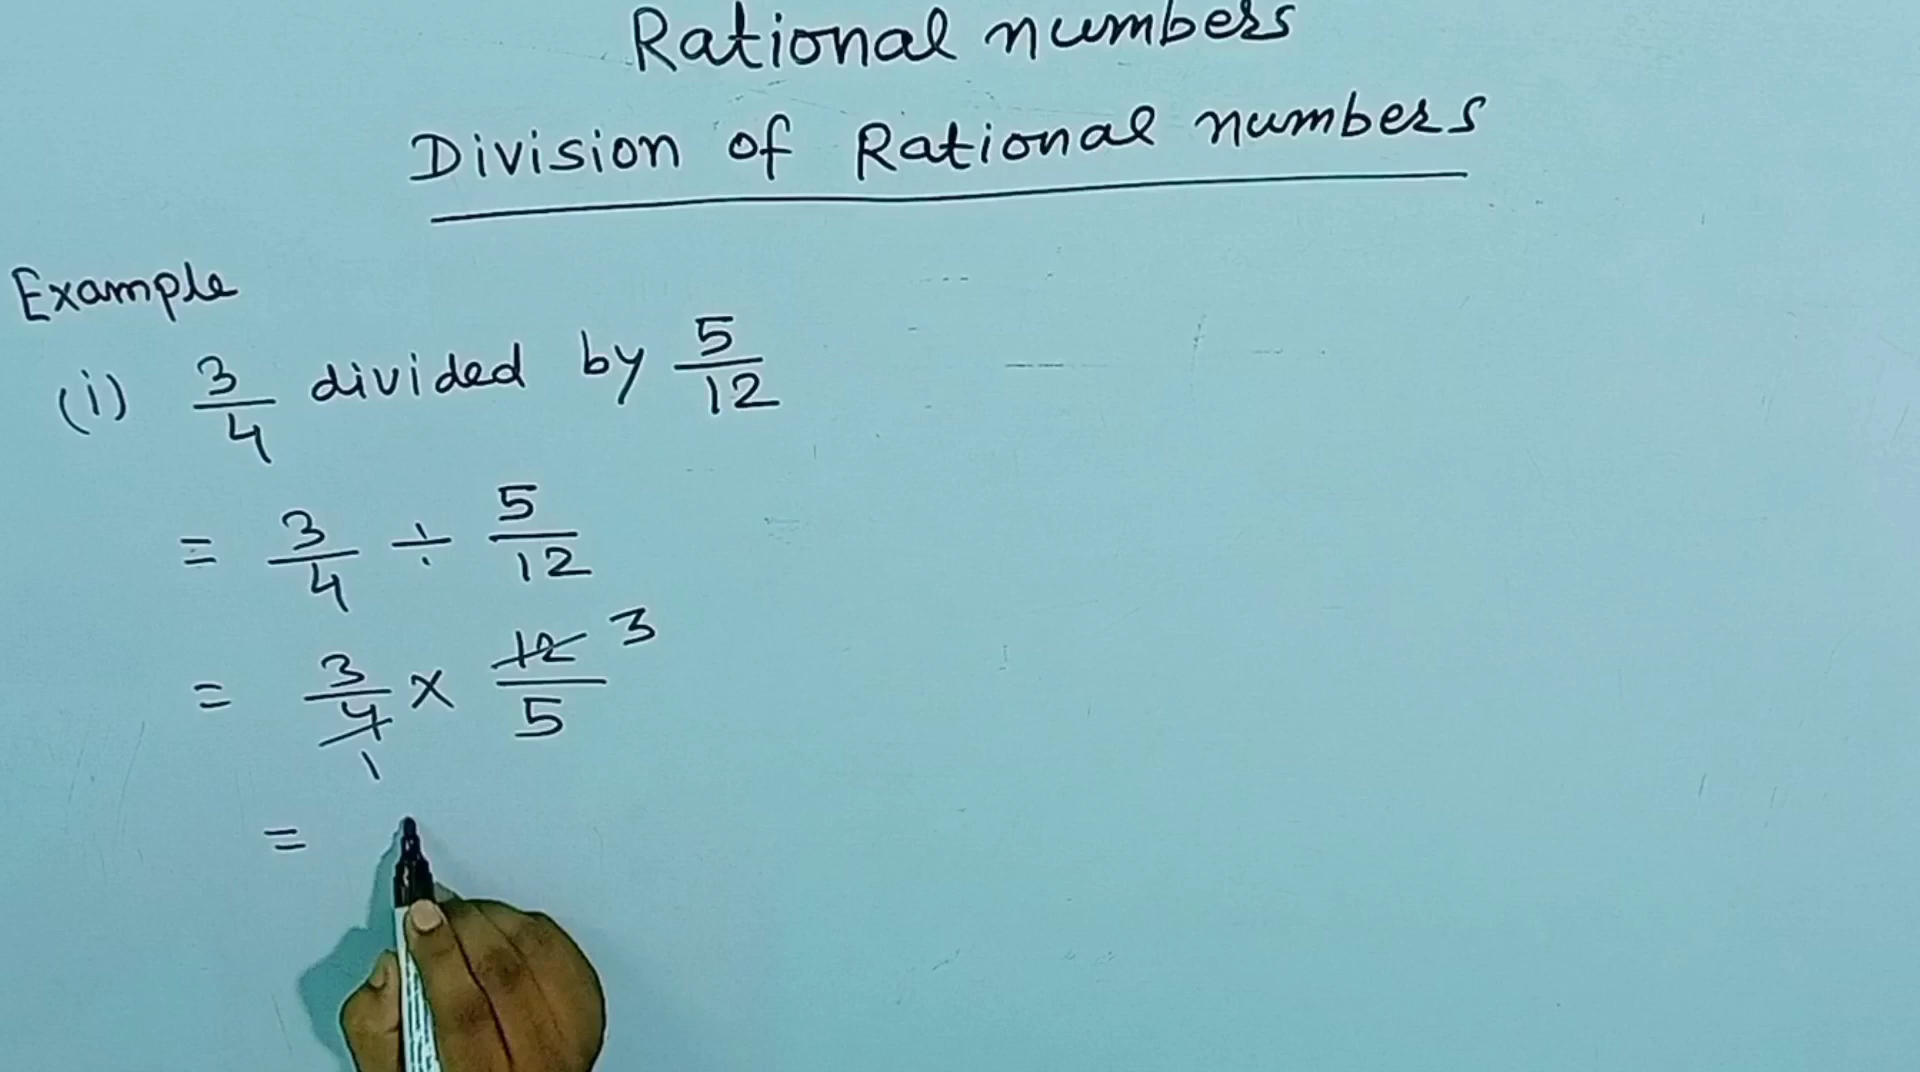 Rational numbers
Division of Rational numbers
Example
(i) 3/4 divided by 5/12
= 3/4 ÷ 5/12
= 3/4 1 × 12/5 3
=